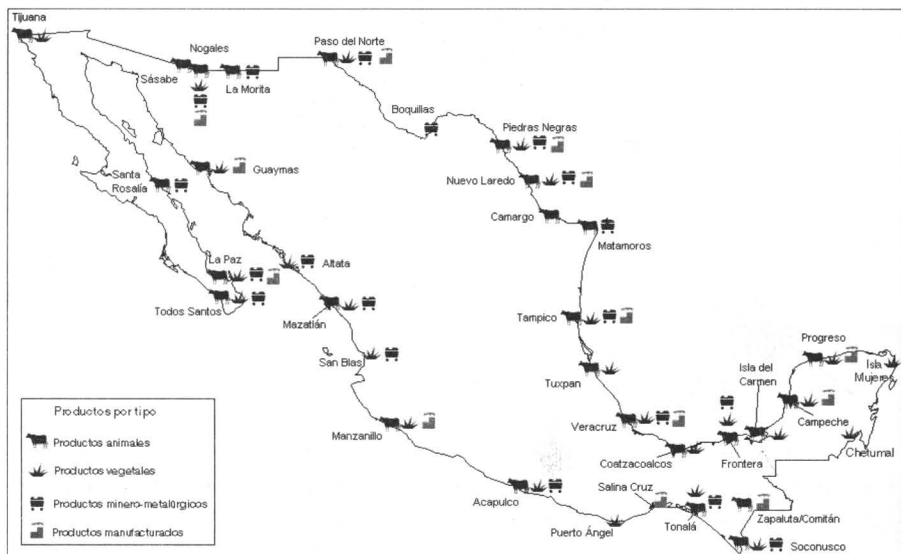 Tijuana
Nogales
Paso del Norte
Sásabe
La Morita
Boquillas
Piedras Negras
Guaymas
Santa
Rosalía
Nuevo Laredo
Camargo
Matamoros
La Paz
Altata
Todos Santos
Mazatlán
Tampico
Progreso
San Blas
Isla del
Carmen
Isla
Mujeres
Tuxpan
Manzanillo
Veracruz
Campeche
Coatzacoalcos
Frontera
Chetumal
Acapulco
Salina Cruz
Puerto Ángel
Tonalá
Zapaluta/Comitán
Soconusco
Productos por tipo
Productos animales
Productos vegetales
Productos minero-metalúrgicos
Productos manufacturados